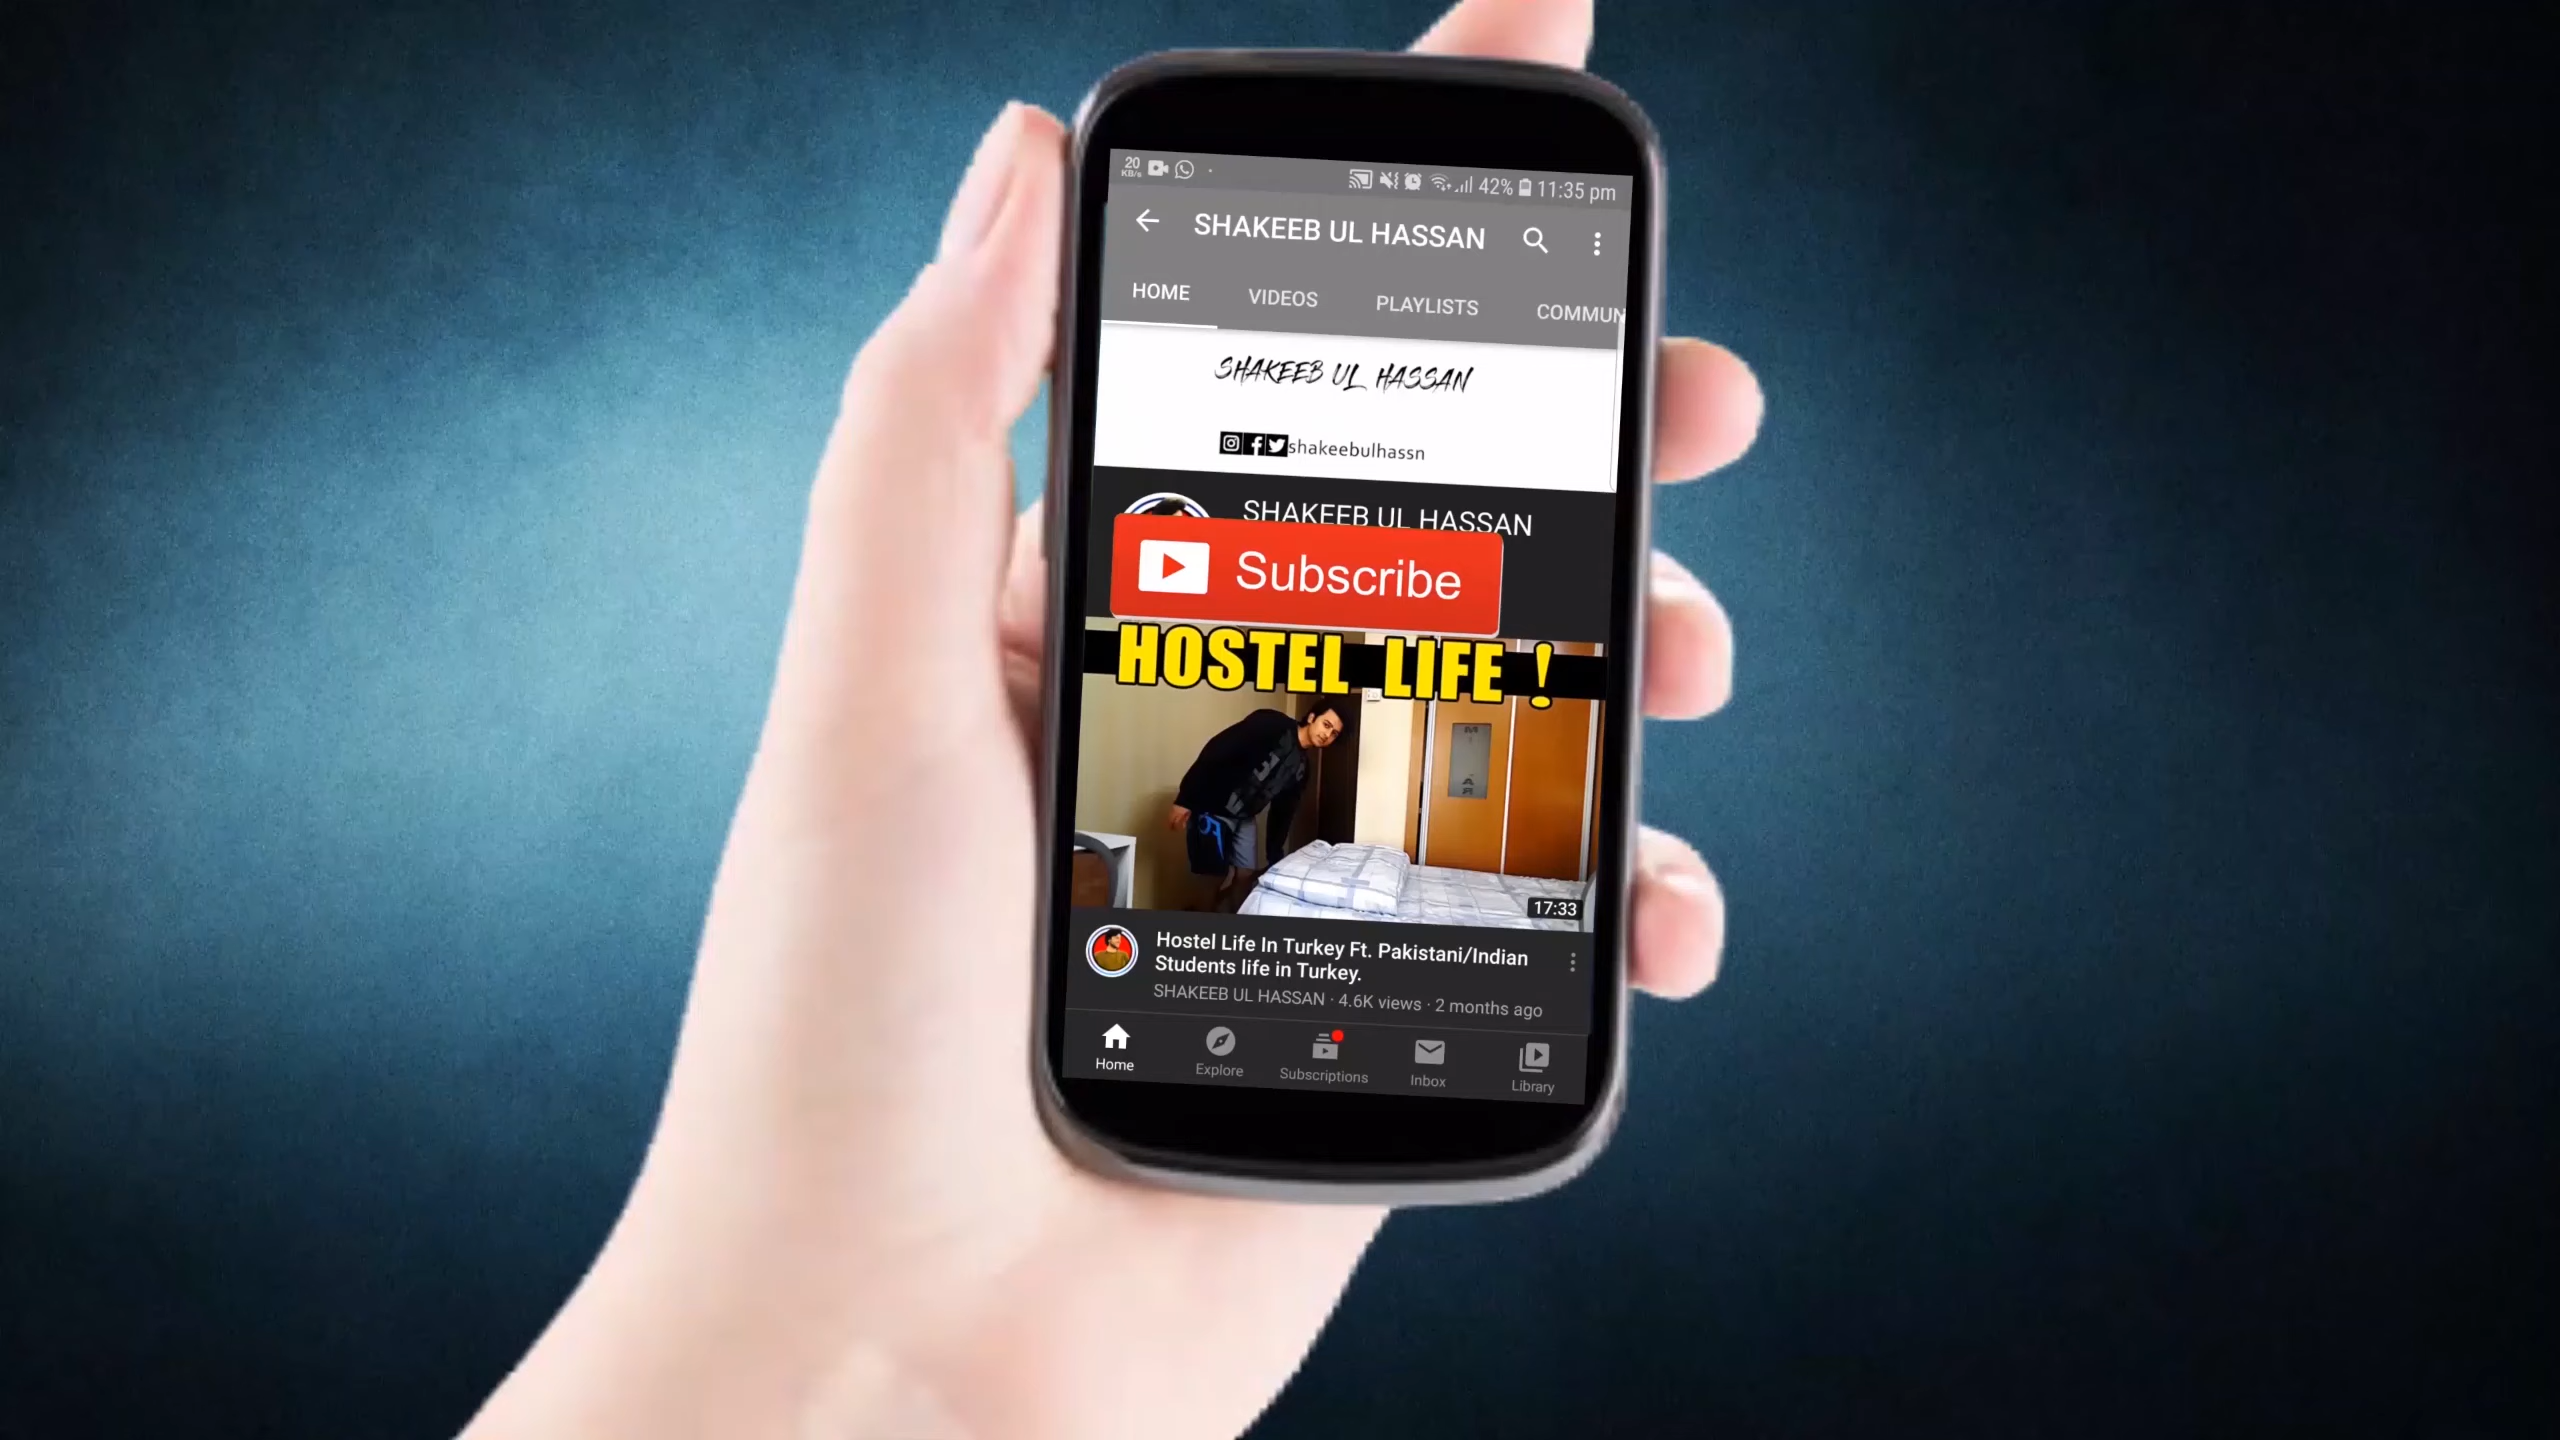 20
KB/s
42% 11:35 pm
SHAKEEB UL HASSAN
HOME VIDEOS PLAYLISTS COMMUN
SHAKEEB UL HASSAN
shakeebulhassn
SHAKEEB UL HASSAN
Subscribe
HOSTEL LIFE !
17:33
Hostel Life In Turkey Ft. Pakistani/Indian
Students life in Turkey.
SHAKEEB UL HASSAN · 4.6K views · 2 months ago
Home Explore Subscriptions Inbox Library